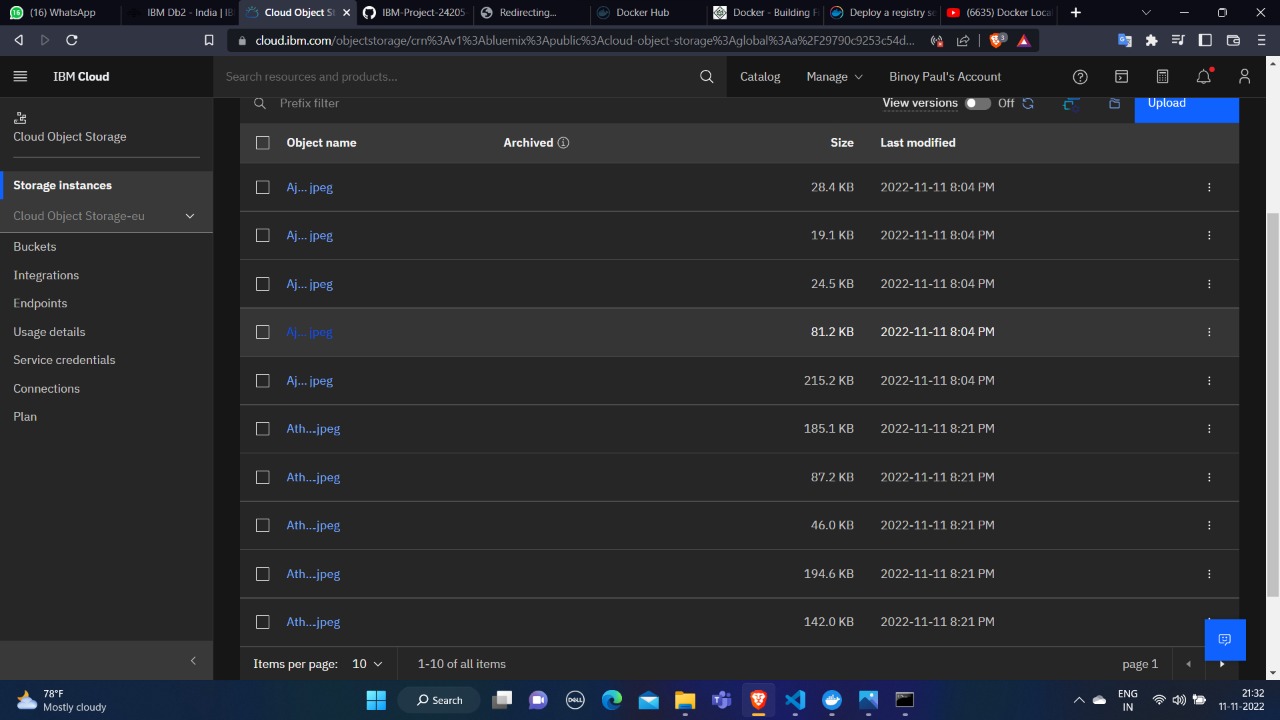 (16) WhatsApp
IBM Db2 - India | IB
Cloud Object St
IBM-Project-24205
Redirecting...
Docker Hub
Docker - Building F
Deploy a registry se
(6635) Docker Local
cloud.ibm.com/objectstorage/crn%3Av1%3Abluemix%3Apublic%3Acloud-object-storage%3Aglobal%3Aa%2F29790c9253c54d...
IBM Cloud
Search resources and products...
Catalog
Manage
Binoy Paul's Account
Cloud Object Storage
Storage instances
Cloud Object Storage-eu
Buckets
Integrations
Endpoints
Usage details
Service credentials
Connections
Plan
Prefix filter
View versions Off
Upload
Object name Archived Size Last modified
Aj... jpeg 28.4 KB 2022-11-11 8:04 PM
Aj... jpeg 19.1 KB 2022-11-11 8:04 PM
Aj... jpeg 24.5 KB 2022-11-11 8:04 PM
Aj... jpeg 81.2 KB 2022-11-11 8:04 PM
Aj... jpeg 215.2 KB 2022-11-11 8:04 PM
Ath....jpeg 185.1 KB 2022-11-11 8:21 PM
Ath....jpeg 87.2 KB 2022-11-11 8:21 PM
Ath....jpeg 46.0 KB 2022-11-11 8:21 PM
Ath....jpeg 194.6 KB 2022-11-11 8:21 PM
Ath....jpeg 142.0 KB 2022-11-11 8:21 PM
Items per page: 10 1-10 of all items page 1
78°F
Mostly cloudy
Search
DELL
ENG
IN
21:32
11-11-2022